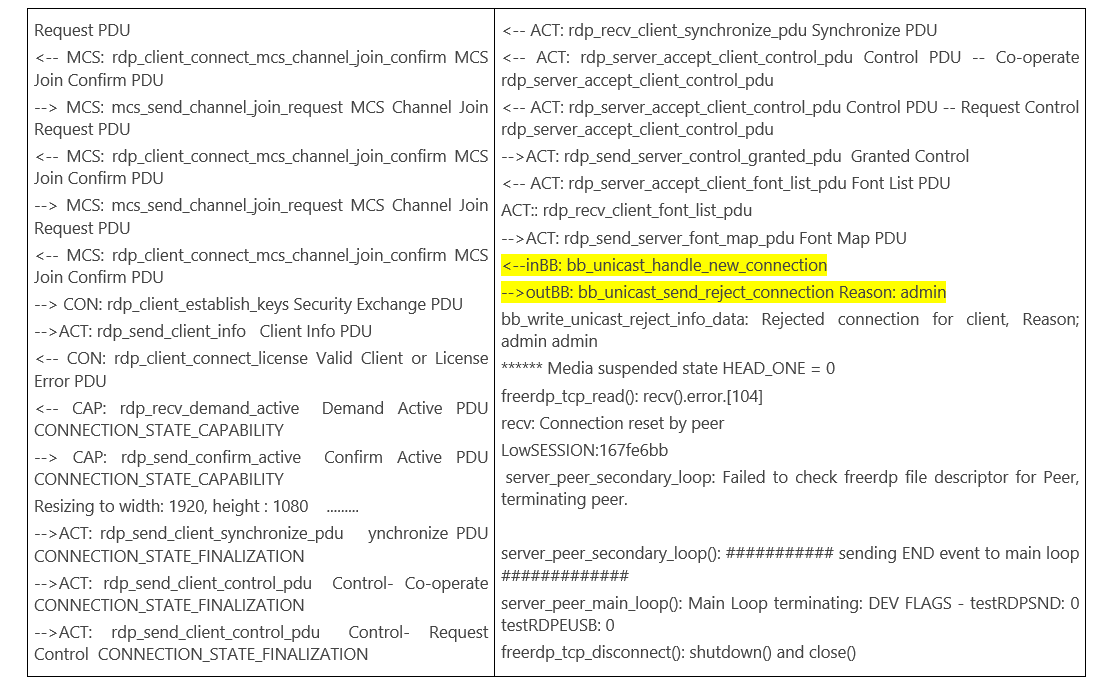 Request PDU
<-- MCS: rdp_client_connect_mcs_channel_join_confirm MCS
Join Confirm PDU
--> MCS: mcs_send_channel_join_request MCS Channel Join
Request PDU
<-- MCS: rdp_client_connect_mcs_channel_join_confirm MCS
Join Confirm PDU
--> MCS: mcs_send_channel_join_request MCS Channel Join
Request PDU
<-- MCS: rdp_client_connect_mcs_channel_join_confirm MCS
Join Confirm PDU
--> CON: rdp_client_establish_keys Security Exchange PDU
-->ACT: rdp_send_client_info Client Info PDU
<-- CON: rdp_client_connect_license Valid Client or License
Error PDU
<-- CAP: rdp_recv_demand_active Demand Active PDU
CONNECTION_STATE_CAPABILITY
--> CAP: rdp_send_confirm_active Confirm Active PDU
CONNECTION_STATE_CAPABILITY
Resizing to width: 1920, height : 1080 .........
-->ACT: rdp_send_client_synchronize_pdu ynchronize PDU
CONNECTION_STATE_FINALIZATION
-->ACT: rdp_send_client_control_pdu Control- Co-operate
CONNECTION_STATE_FINALIZATION
-->ACT: rdp_send_client_control_pdu Control- Request
Control CONNECTION_STATE_FINALIZATION
<-- ACT: rdp_recv_client_synchronize_pdu Synchronize PDU
<-- ACT: rdp_server_accept_client_control_pdu Control PDU -- Co-operate
rdp_server_accept_client_control_pdu
<-- ACT: rdp_server_accept_client_control_pdu Control PDU -- Request Control
rdp_server_accept_client_control_pdu
-->ACT: rdp_send_server_control_granted_pdu Granted Control
<-- ACT: rdp_server_accept_client_font_list_pdu Font List PDU
ACT:: rdp_recv_client_font_list_pdu
-->ACT: rdp_send_server_font_map_pdu Font Map PDU
<--inBB: bb_unicast_handle_new_connection
-->outBB: bb_unicast_send_reject_connection Reason: admin
bb_write_unicast_reject_info_data: Rejected connection for client, Reason;
admin admin
****** Media suspended state HEAD_ONE = 0
freerdp_tcp_read(): recv().error.[104]
recv: Connection reset by peer
LowSESSION:167fe6bb
server_peer_secondary_loop: Failed to check freerdp file descriptor for Peer,
terminating peer.
server_peer_secondary_loop(): ########### sending END event to main loop
#############
server_peer_main_loop(): Main Loop terminating: DEV FLAGS - testRDPSND: 0
testRDPEUSB: 0
freerdp_tcp_disconnect(): shutdown() and close()